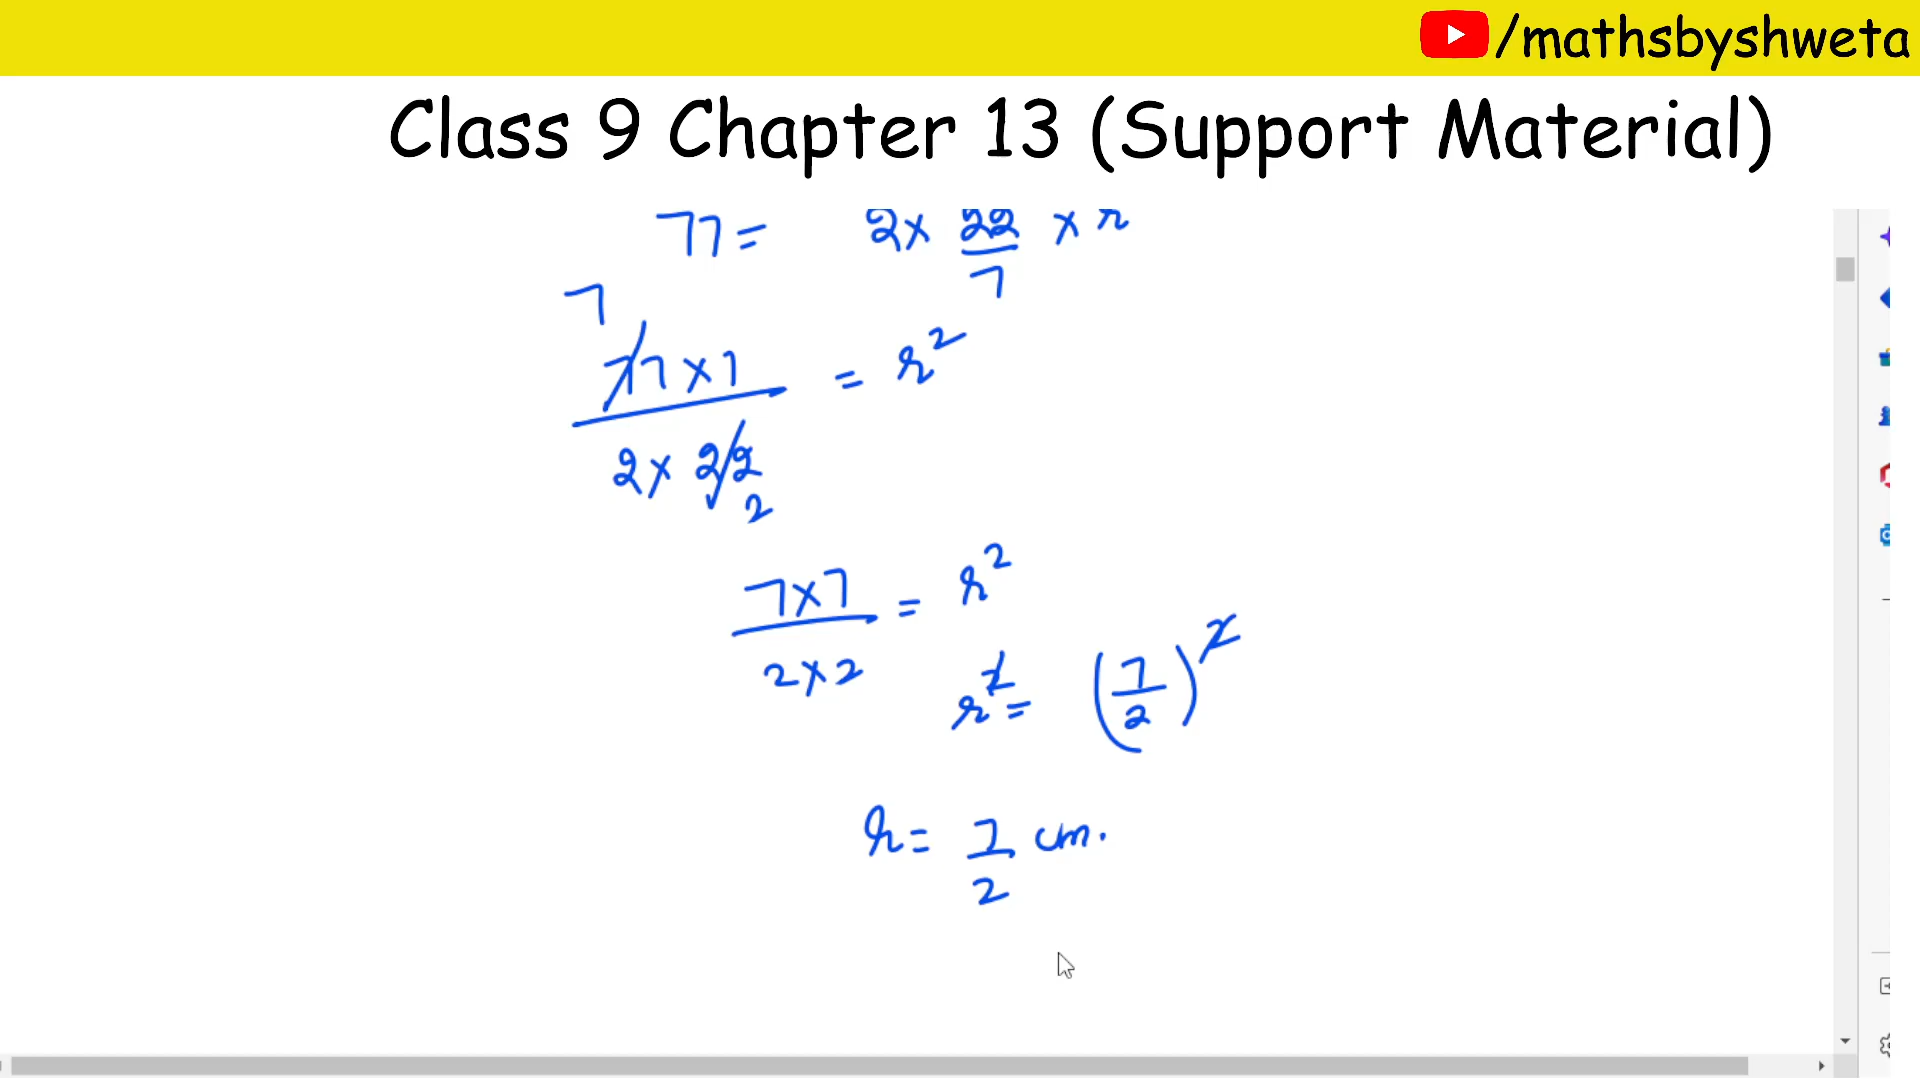 /mathsbyshweta
Class 9 Chapter 13 (Support Material)
77 = 2 × 22/7 × r
7
77 × 7 / 2 × 22 = r²
2
7×7 / 2×2 = r²
r² = (7/2)²
r = 7/2 cm.